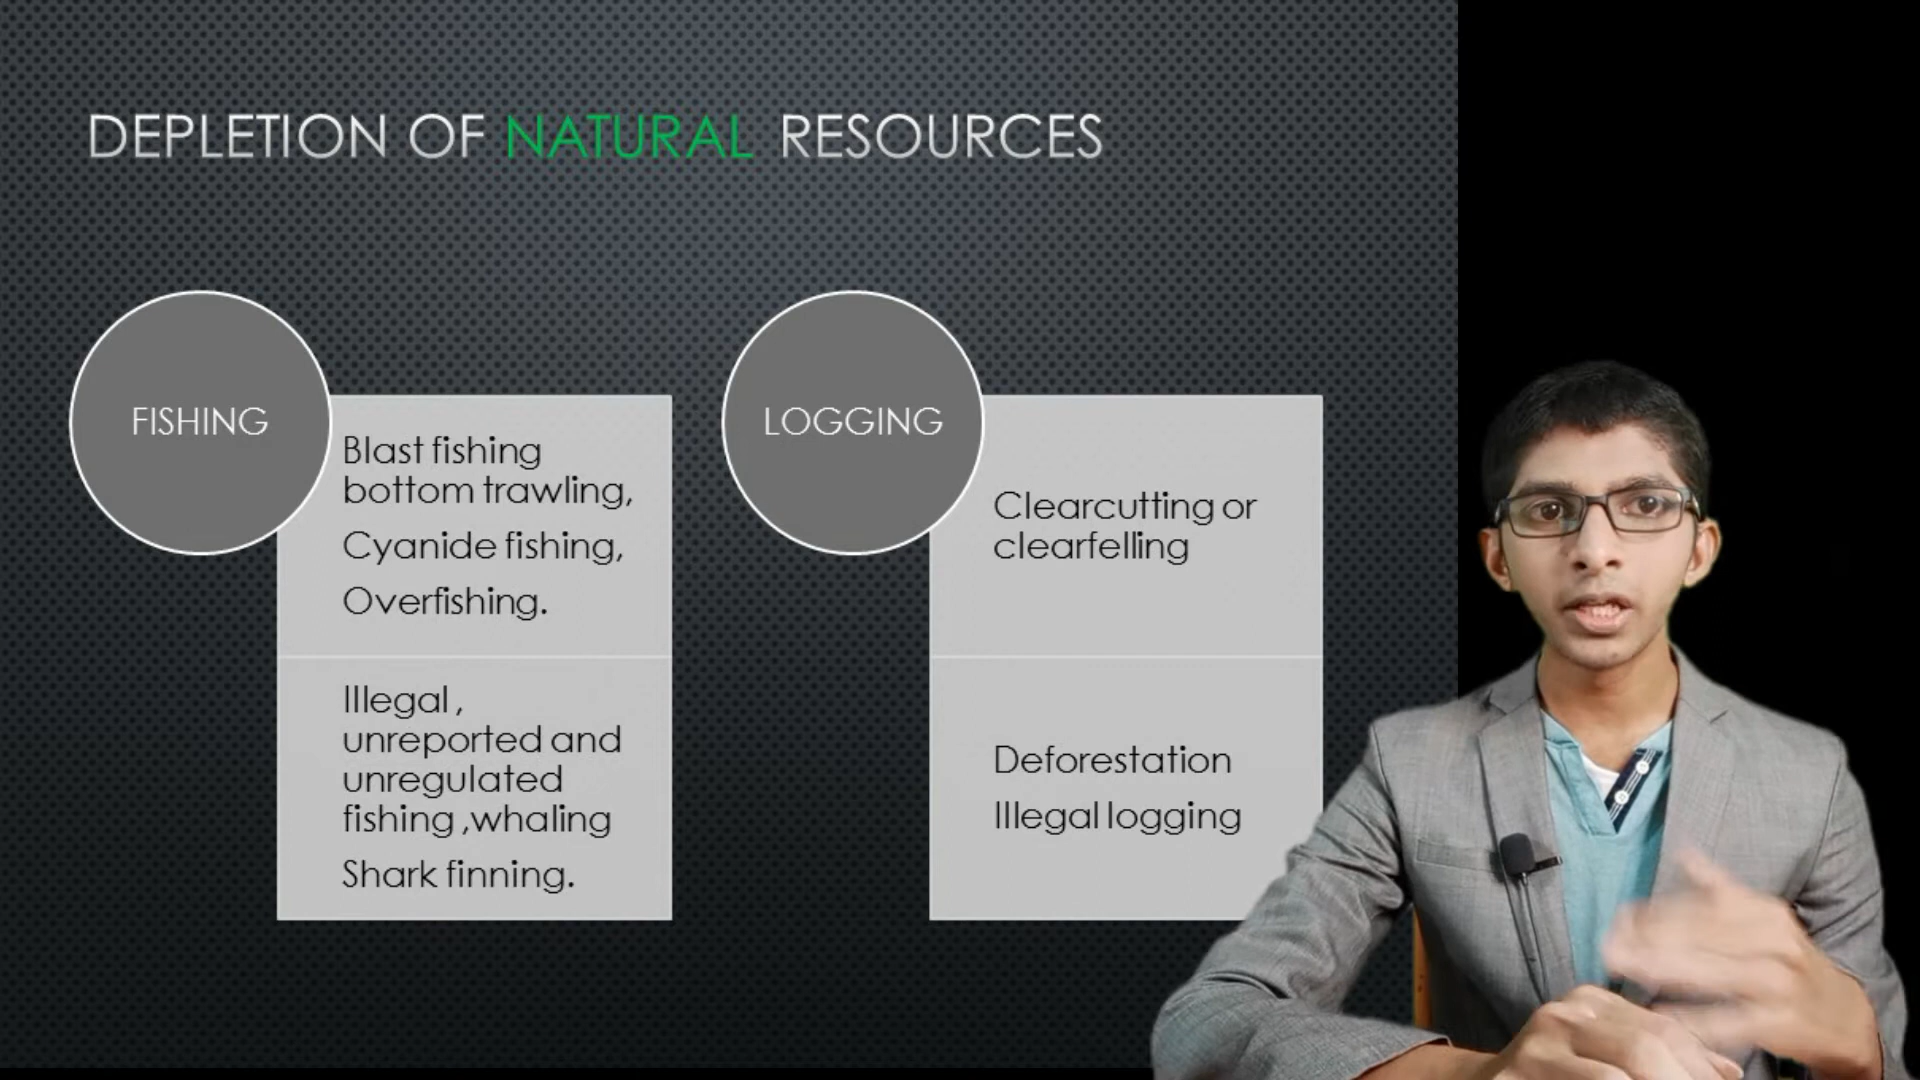 DEPLETION OF NATURAL RESOURCES
FISHING
Blast fishing
bottom trawling,
Cyanide fishing,
Overfishing.
Illegal ,
unreported and
unregulated
fishing ,whaling
Shark finning.
LOGGING
Clearcutting or
clearfelling
Deforestation
Illegal logging